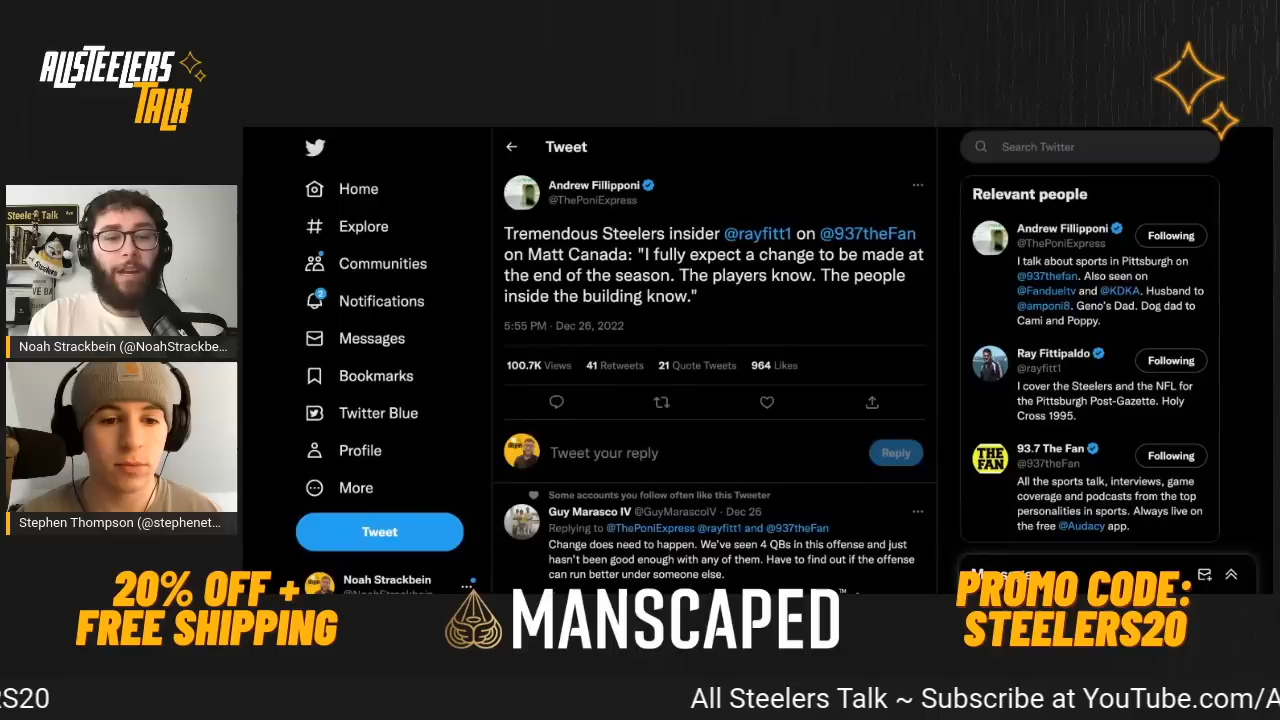 ALLSTEELERS
TALK
Steelers Talk Ave
Steelers
Noah Strackbein (@NoahStrackbe...
Stephen Thompson (@stephenet...
Home
Explore
Communities
2
Notifications
Messages
Bookmarks
Twitter Blue
Profile
More
Tweet
Noah Strackbein
@NoahStrackbein
Tweet
Andrew Fillipponi
@ThePoniExpress
Tremendous Steelers insider @rayfitt1 on @937theFan
on Matt Canada: "I fully expect a change to be made at
the end of the season. The players know. The people
inside the building know."
5:55 PM · Dec 26, 2022
100.7K Views 41 Retweets 21 Quote Tweets 964 Likes
Tweet your reply
Reply
Some accounts you follow often like this Tweeter
Guy Marasco IV @GuyMarascoIV · Dec 26
Replying to @ThePoniExpress @rayfitt1 and @937theFan
Change does need to happen. We've seen 4 QBs in this offense and just
hasn't been good enough with any of them. Have to find out if the offense
can run better under someone else.
Search Twitter
Relevant people
Andrew Fillipponi
@ThePoniExpress
Following
I talk about sports in Pittsburgh on
@937thefan. Also seen on
@Fandueltv and @KDKA. Husband to
@amponi8. Geno's Dad. Dog dad to
Cami and Poppy.
Ray Fittipaldo
@rayfitt1
Following
I cover the Steelers and the NFL for
the Pittsburgh Post-Gazette. Holy
Cross 1995.
THE
FAN
93.7 The Fan
@937theFan
Following
All the sports talk, interviews, game
coverage and podcasts from the top
personalities in sports. Always live on
the free @Audacy app.
20% OFF +
FREE SHIPPING
MANSCAPED™
PROMO CODE:
STEELERS20
RS20
All Steelers Talk ~ Subscribe at YouTube.com/A